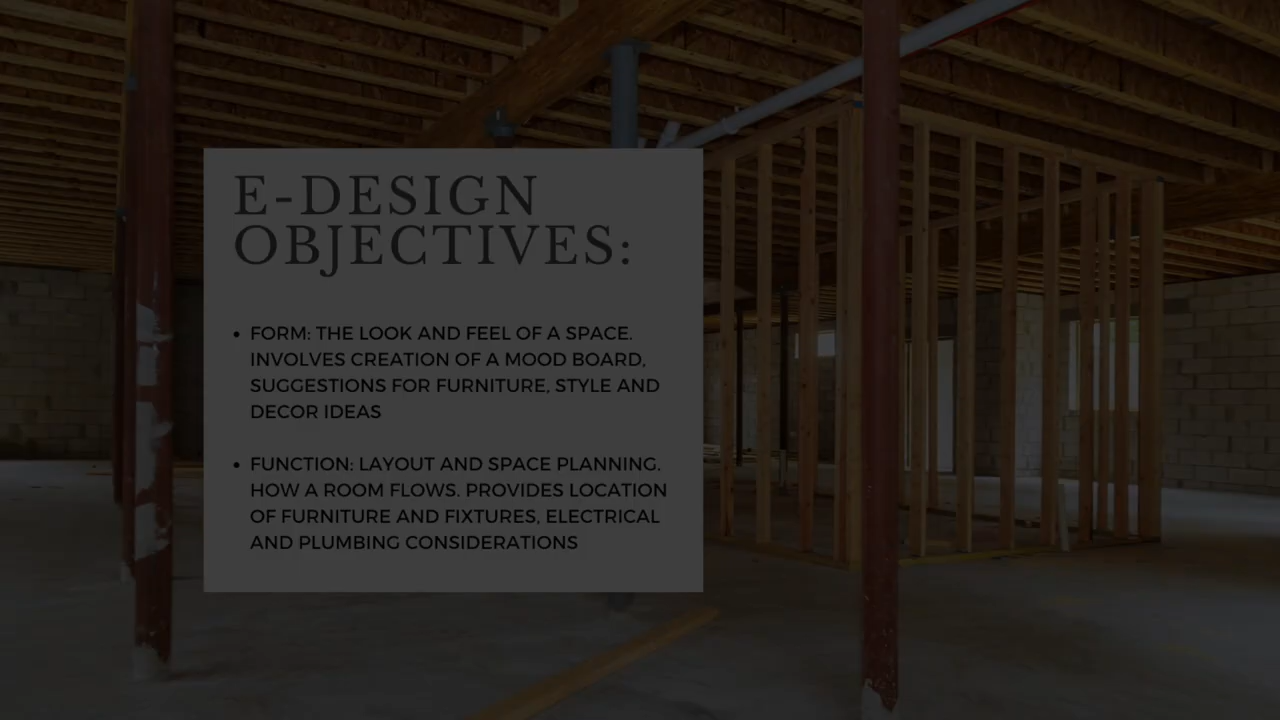 E-DESIGN
OBJECTIVES:
• FORM: THE LOOK AND FEEL OF A SPACE.
INVOLVES CREATION OF A MOOD BOARD,
SUGGESTIONS FOR FURNITURE, STYLE AND
DECOR IDEAS
• FUNCTION: LAYOUT AND SPACE PLANNING.
HOW A ROOM FLOWS. PROVIDES LOCATION
OF FURNITURE AND FIXTURES, ELECTRICAL
AND PLUMBING CONSIDERATIONS